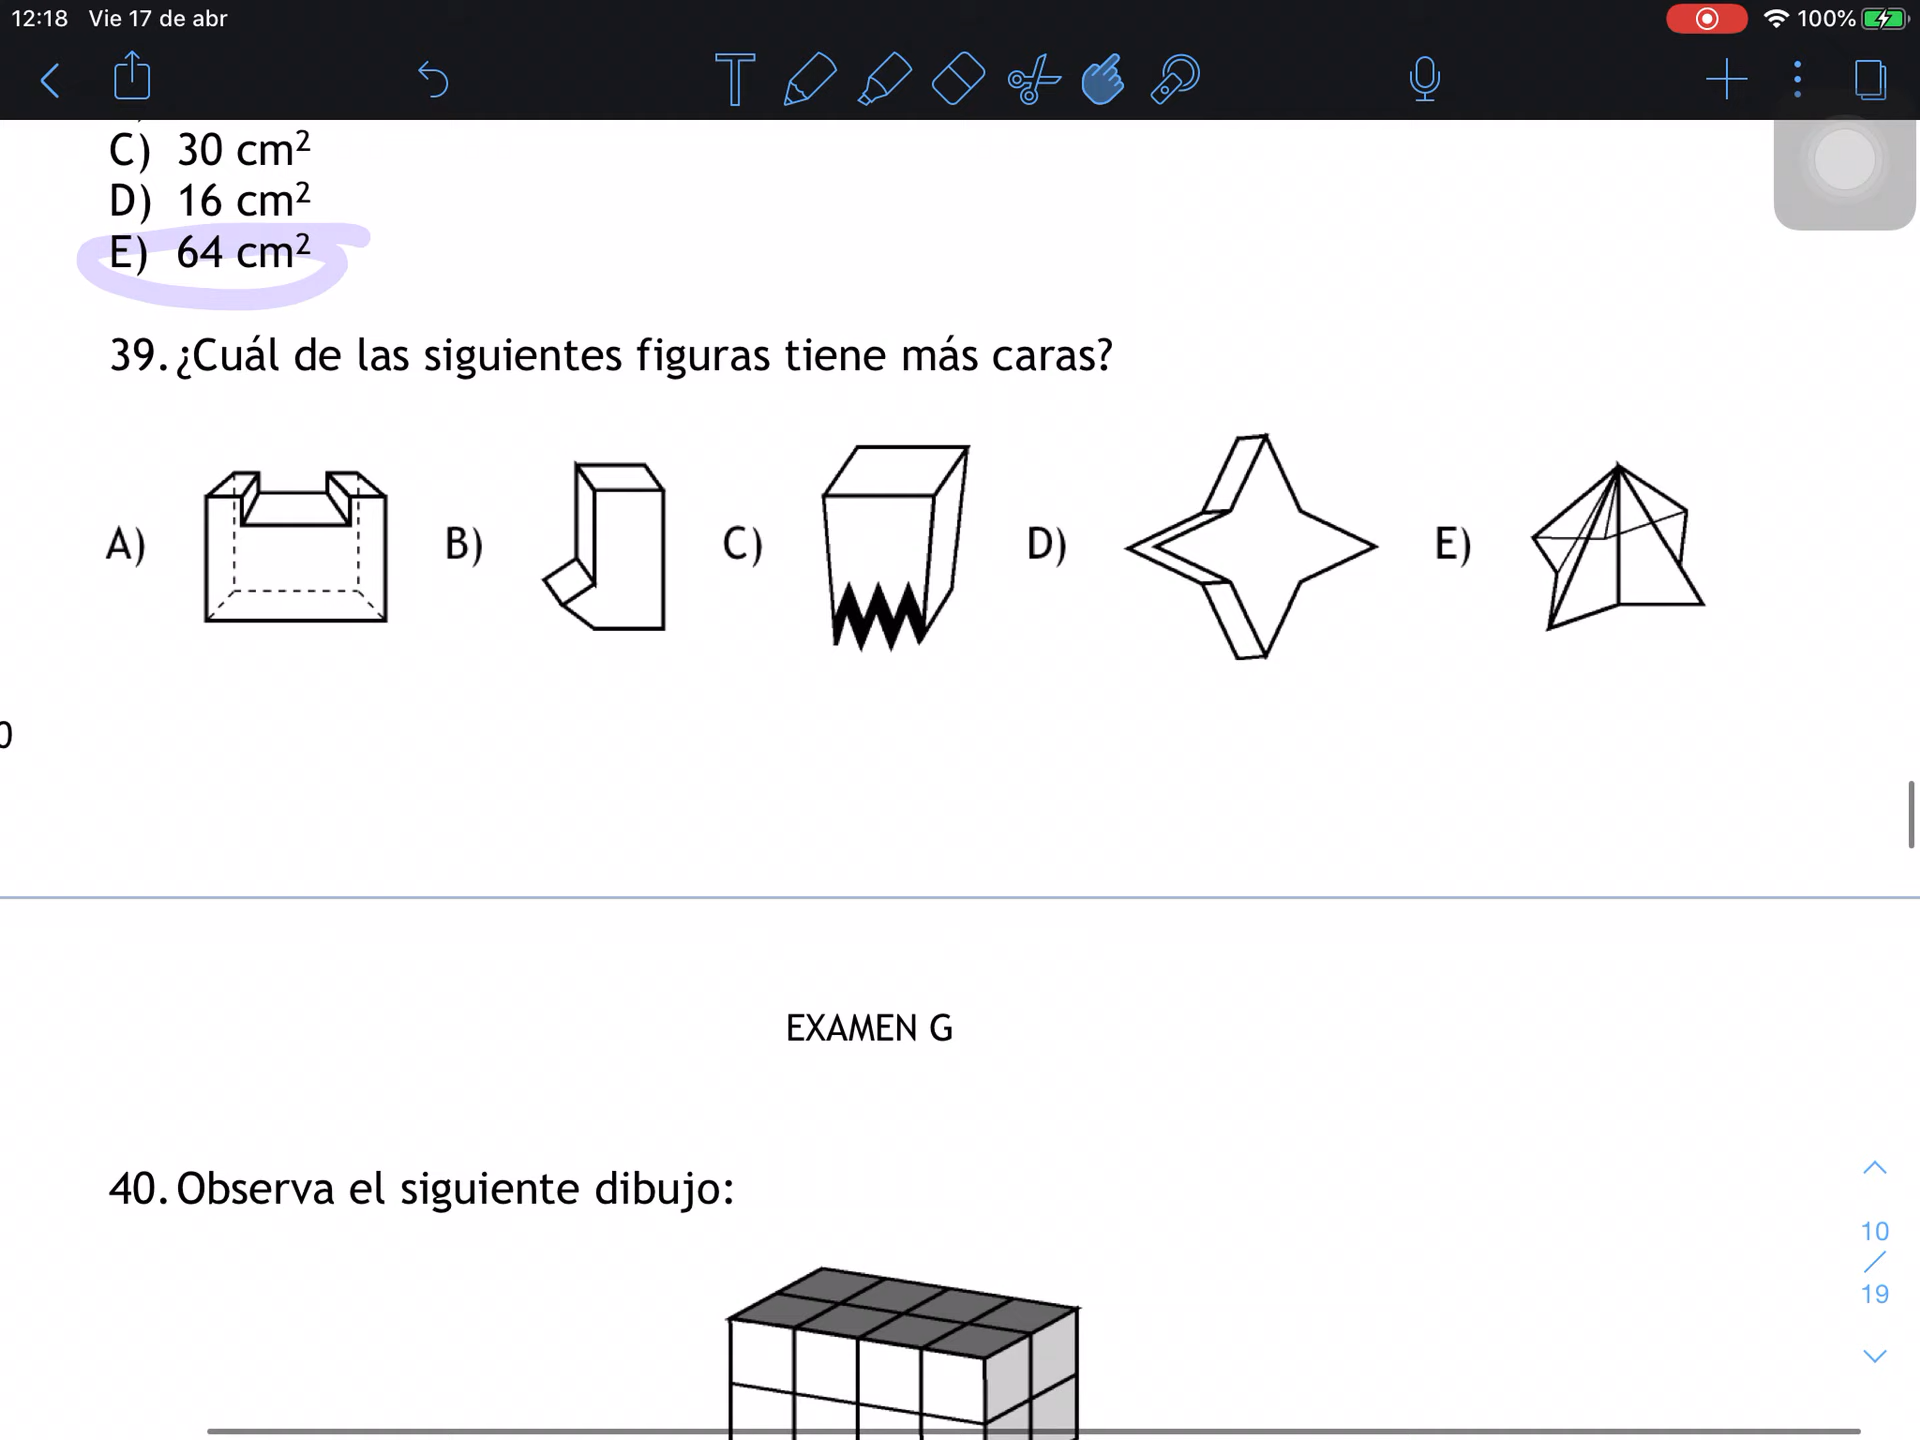 12:18 Vie 17 de abr 100%
C) 30 cm²
D) 16 cm²
E) 64 cm²
39. ¿Cuál de las siguientes figuras tiene más caras?
A) B) C) D) E)
EXAMEN G
40. Observa el siguiente dibujo:
10
/
19